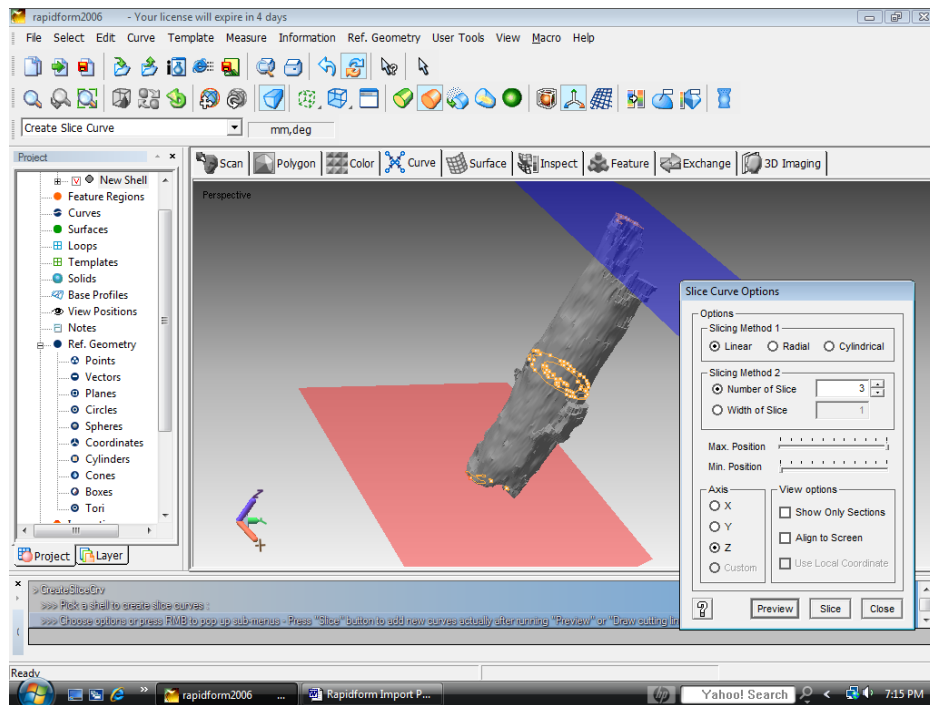 rapidform2006 - Your license will expire in 4 days
File Select Edit Curve Template Measure Information Ref. Geometry User Tools View Macro Help
Create Slice Curve mm,deg
Project
New Shell
Feature Regions
Curves
Surfaces
Loops
Templates
Solids
Base Profiles
View Positions
Notes
Ref. Geometry
Points
Vectors
Planes
Circles
Spheres
Coordinates
Cylinders
Cones
Boxes
Tori
Project Layer
Scan Polygon Color Curve Surface Inspect Feature Exchange 3D Imaging
Perspective
z
Slice Curve Options
Options
Slicing Method 1
Linear Radial Cylindrical
Slicing Method 2
Number of Slice 3
Width of Slice 1
Max. Position
Min. Position
Axis
X
Y
Z
Custom
View options
Show Only Sections
Align to Screen
Use Local Coordinate
Preview Slice Close
> CreateSliceCrv
>>> Pick a shell to create slice curves :
>>> Choose options or press RMB to pop up sub-menus - Press "Slice" button to add new curves actually after running "Preview" or "Draw cutting lin
Ready
rapidform2006 ... Rapidform Import P... hp Yahoo! Search 7:15 PM